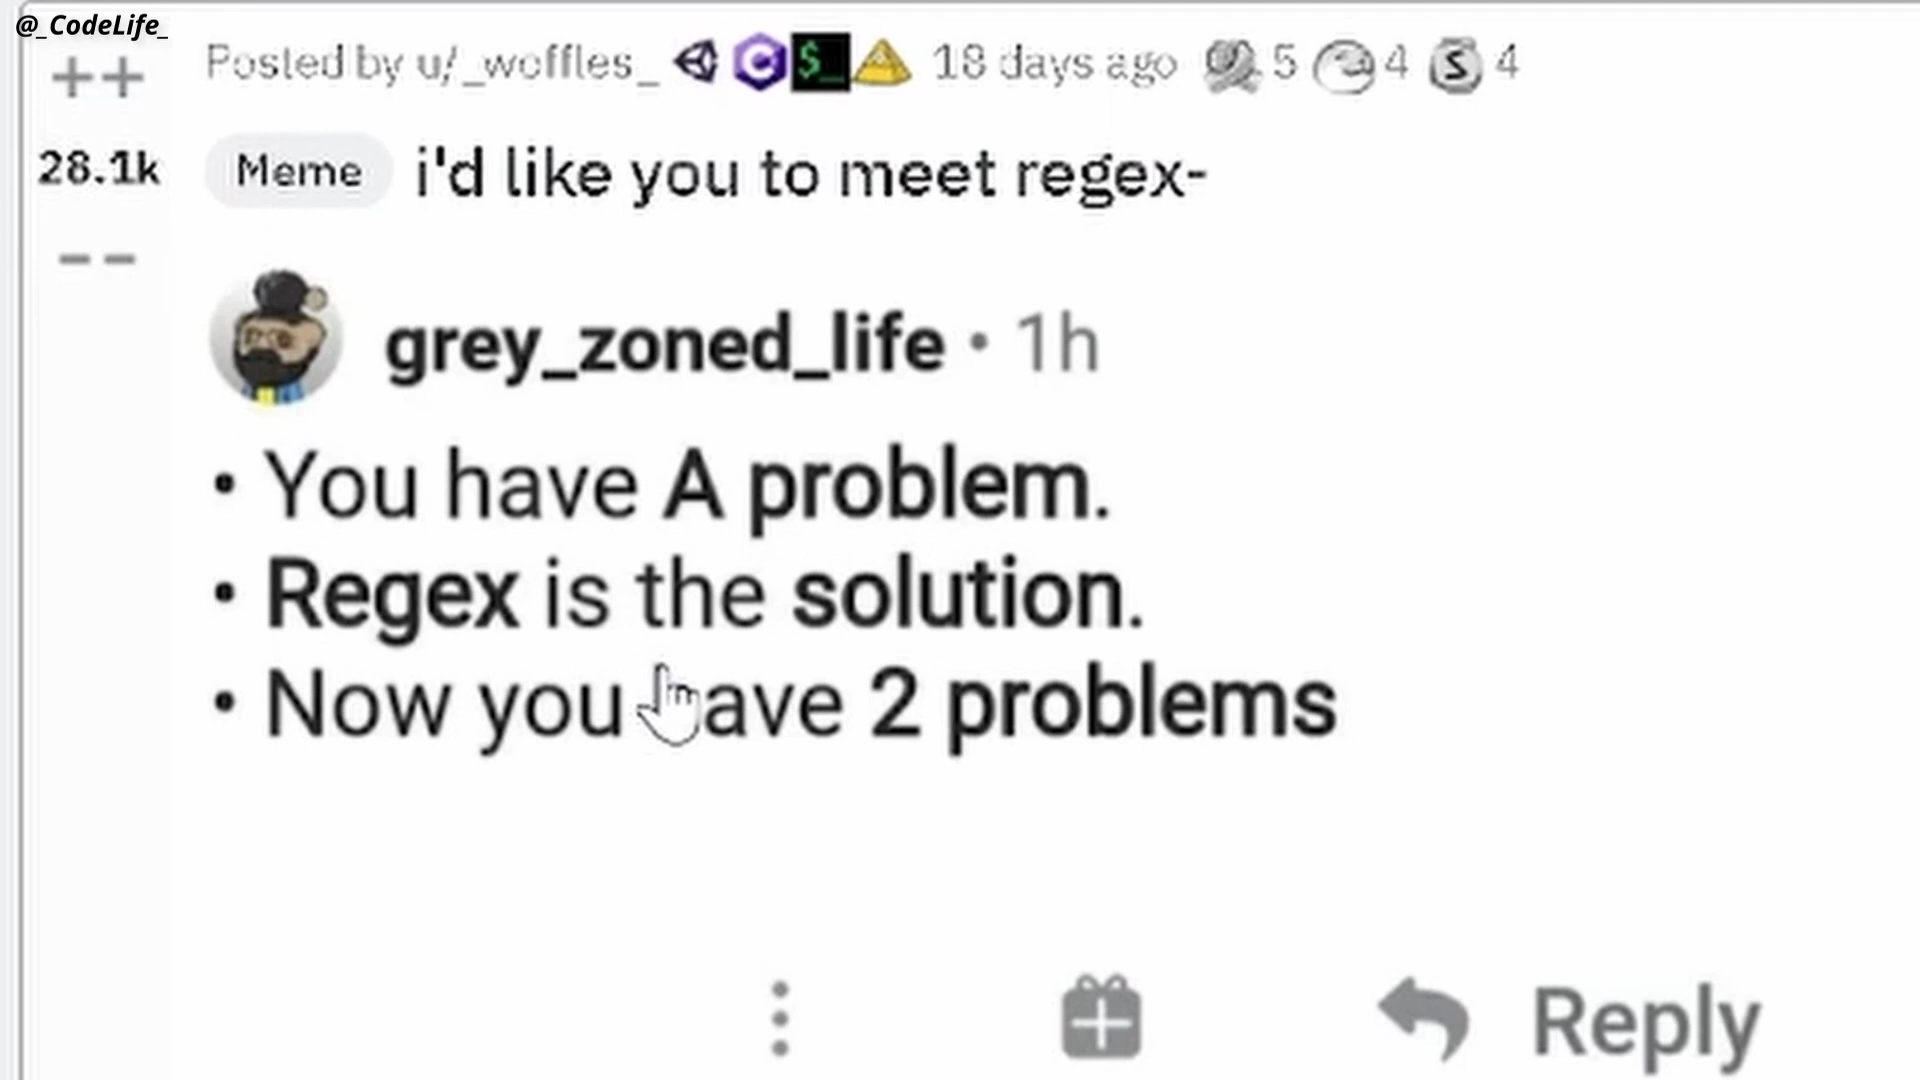 @_CodeLife_
++
Posted by u/_woffles_ $_ 18 days ago 5 4 S 4
28.1k
Meme i'd like you to meet regex-
--
grey_zoned_life • 1h
• You have A problem.
• Regex is the solution.
• Now you ave 2 problems
Reply